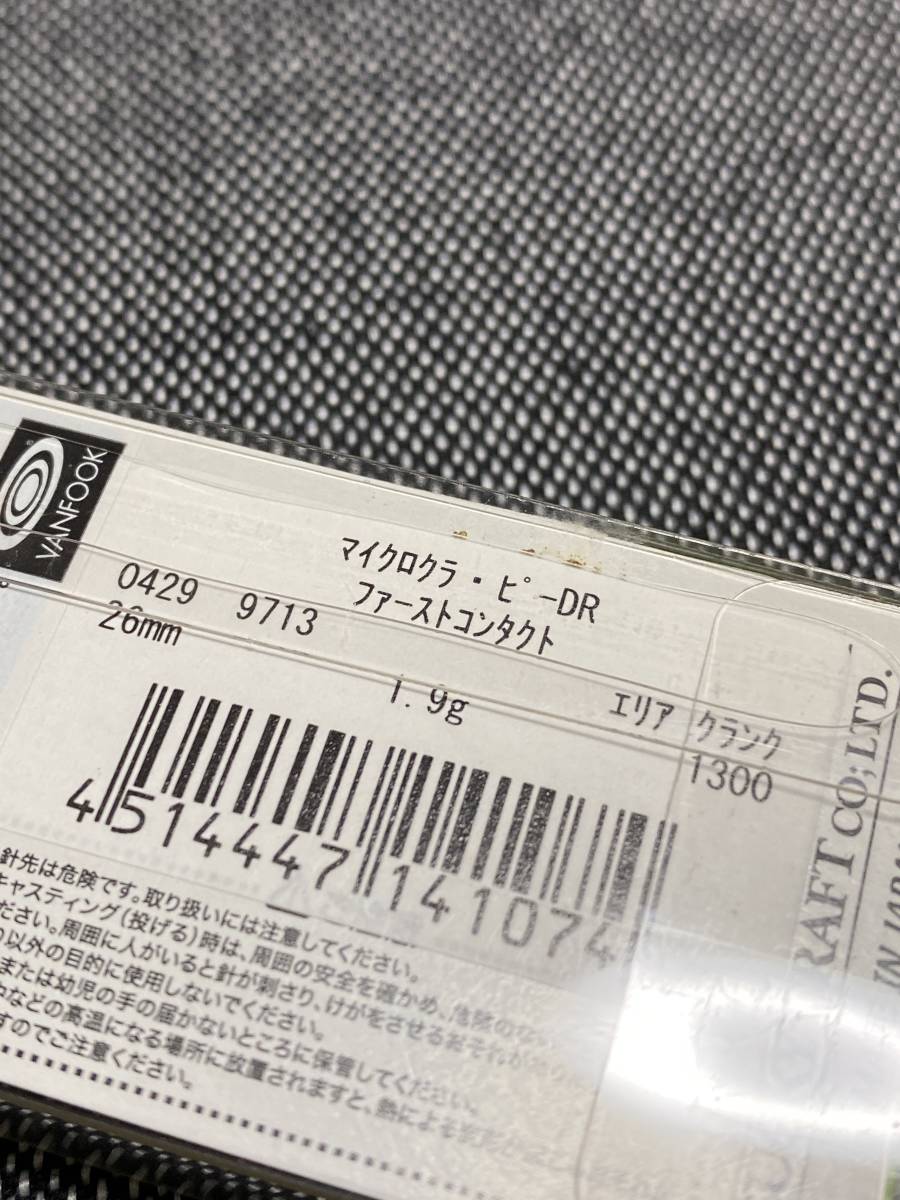 VANFOOK
®
マイクロクラ・ピーDR
0429 9713 ファーストコンタクト
26mm 1.9g エリア クランク
1300
4514447141074
針先は危険です。取り扱いには注意してください。
キャスティング(投げる)時は、周囲の安全を確かめ、
ださい。周囲に人がいると針が刺さり、けがをさせるおそれが
以外の目的に使用しないでください。
または幼児の手の届かないところに保管してください。
などの高温になる場所に放置されますと、熱による
すのでご注意ください。
RAFT CO;LTD.